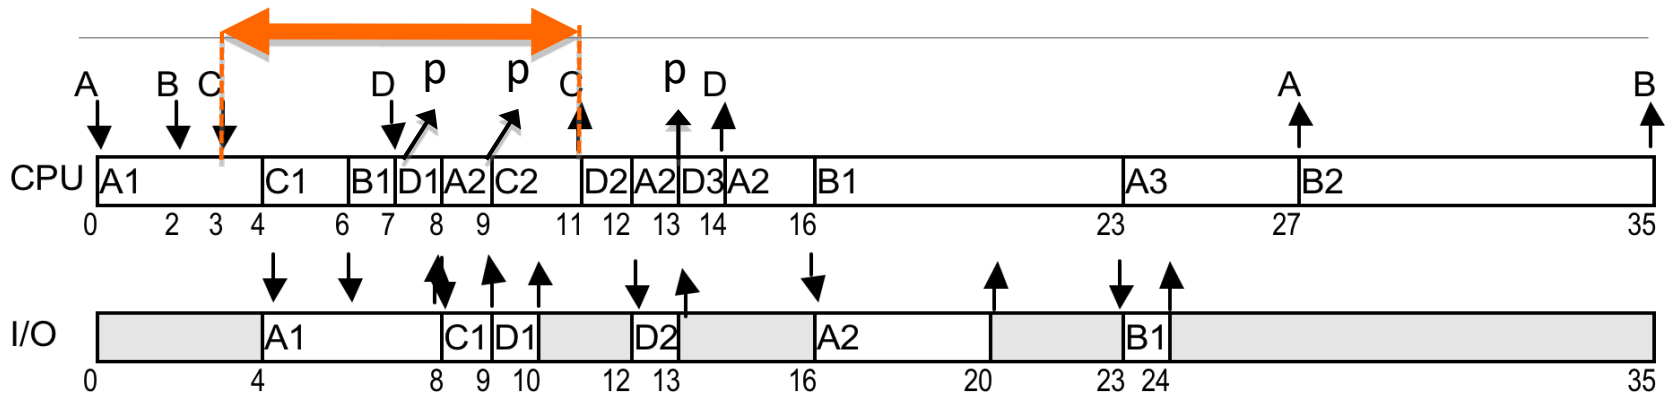 p p p
A B C D C D A B
CPU A1 C1 B1 D1 A2 C2 D2 A2 D3 A2 B1 A3 B2
0 2 3 4 6 7 8 9 11 12 13 14 16 23 27 35
I/O A1 C1 D1 D2 A2 B1
0 4 8 9 10 12 13 16 20 23 24 35